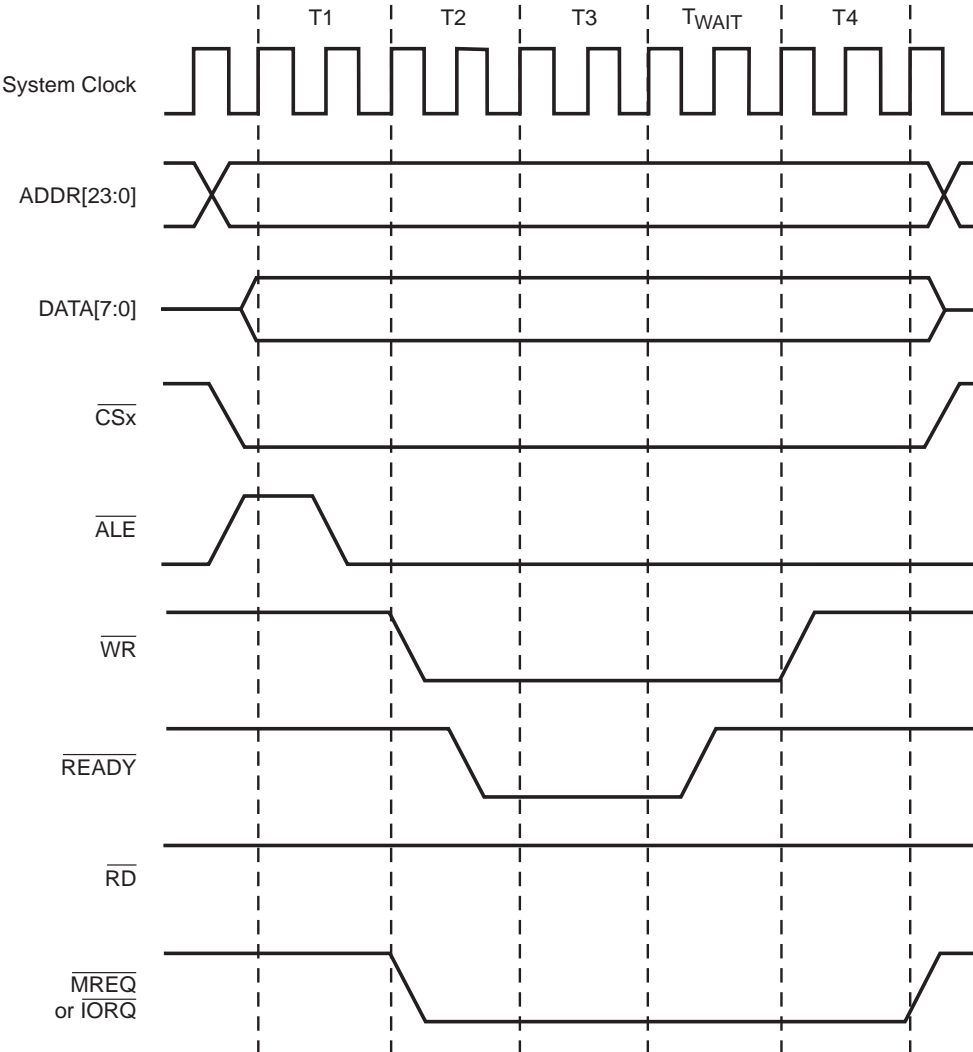 T1 T2 T3 TWAIT T4
System Clock
ADDR[23:0]
DATA[7:0]
CSx
ALE
WR
READY
RD
MREQ
or IORQ